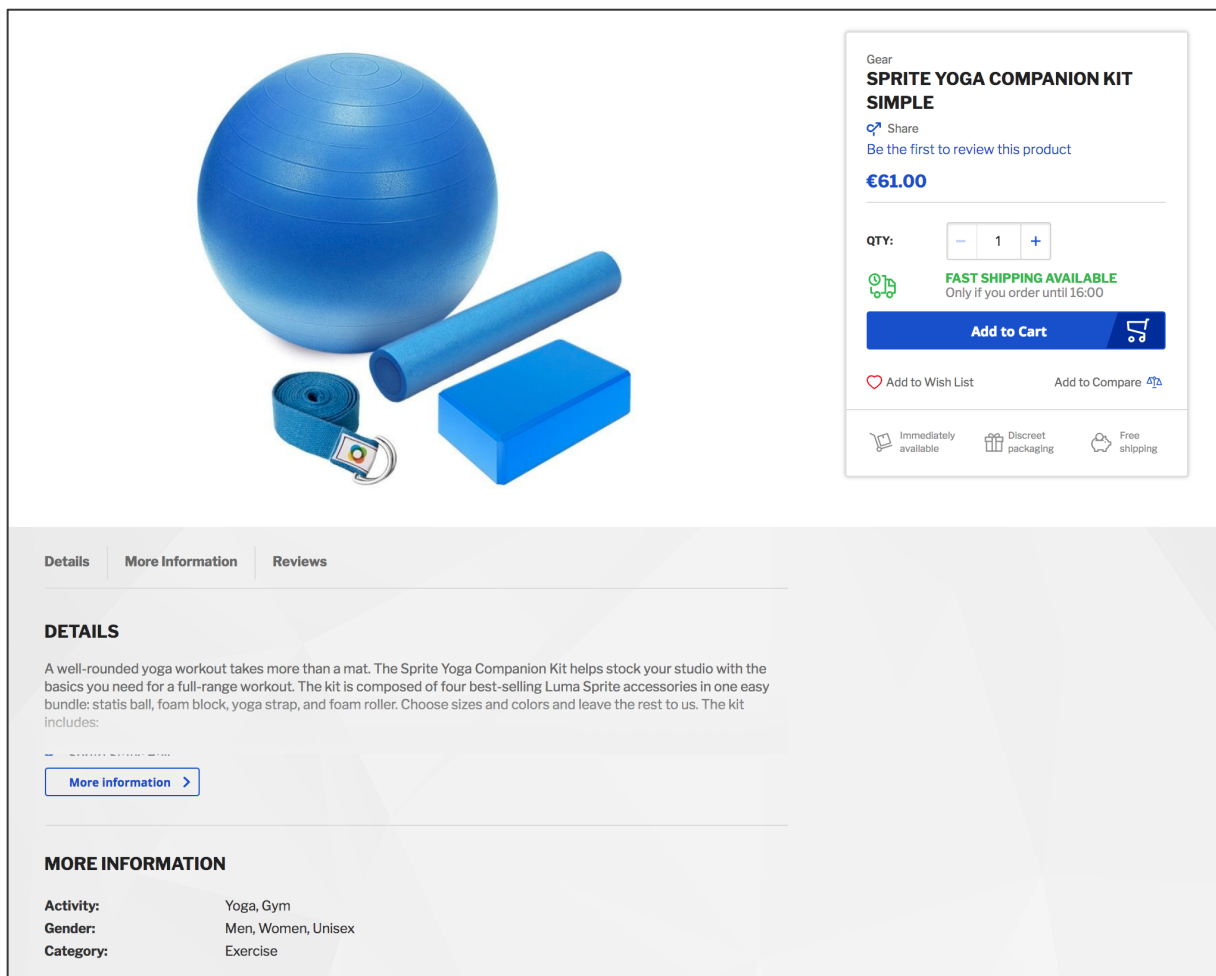 Gear
SPRITE YOGA COMPANION KIT
SIMPLE
Share
Be the first to review this product
€61.00
QTY:
− 1 +
FAST SHIPPING AVAILABLE
Only if you order until 16:00
Add to Cart
Add to Wish List
Add to Compare
Immediately
available
Discreet
packaging
Free
shipping
Details
More Information
Reviews
DETAILS
A well-rounded yoga workout takes more than a mat. The Sprite Yoga Companion Kit helps stock your studio with the
basics you need for a full-range workout. The kit is composed of four best-selling Luma Sprite accessories in one easy
bundle: statis ball, foam block, yoga strap, and foam roller. Choose sizes and colors and leave the rest to us. The kit
includes:
More information
MORE INFORMATION
Activity: Yoga, Gym
Gender: Men, Women, Unisex
Category: Exercise